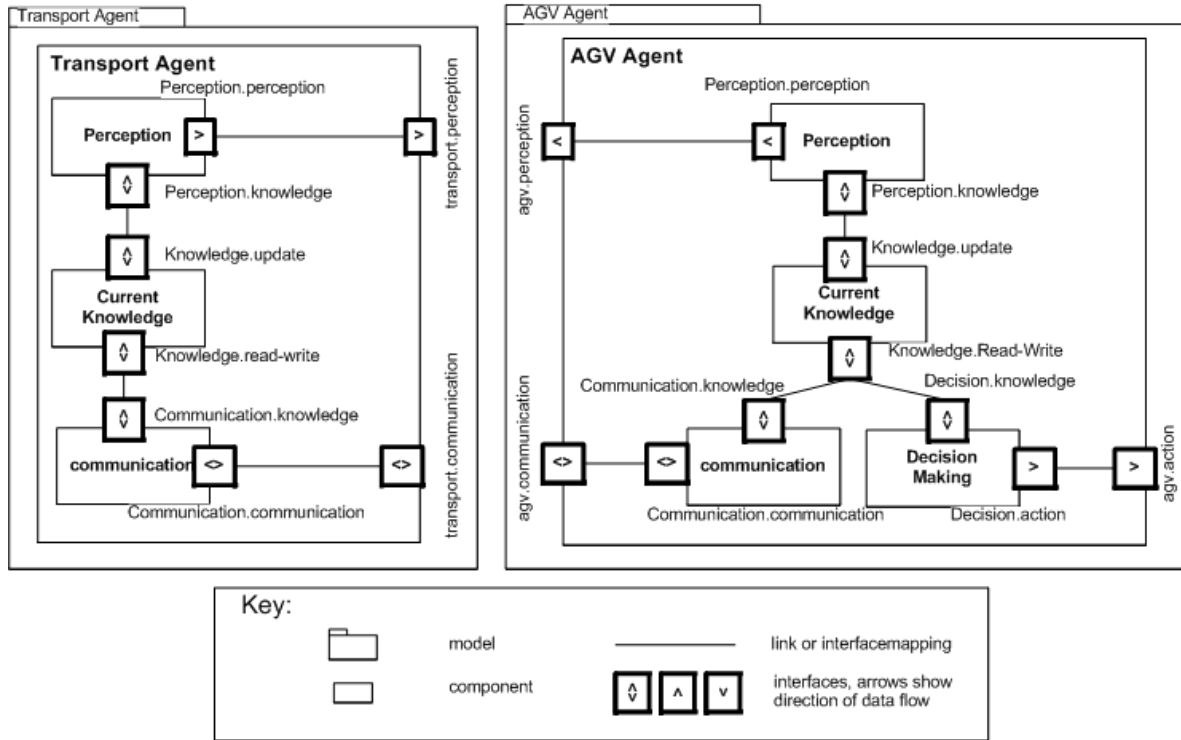 Transport Agent
Transport Agent
Perception.perception
Perception
>
>
transport.perception
<>
Perception.knowledge
<>
Knowledge.update
Current
Knowledge
<>
Knowledge.read-write
<>
Communication.knowledge
communication
<>
<>
transport.communication
Communication.communication
AGV Agent
AGV Agent
Perception.perception
agv.perception
<
<
Perception
<>
Perception.knowledge
<>
Knowledge.update
Current
Knowledge
<>
Knowledge.Read-Write
Communication.knowledge
Decision.knowledge
<>
<>
agv.communication
<>
<>
communication
Decision
Making
>
>
agv.action
Communication.communication
Decision.action
Key:
model
link or interfacemapping
component
<>
^
v
interfaces, arrows show
direction of data flow